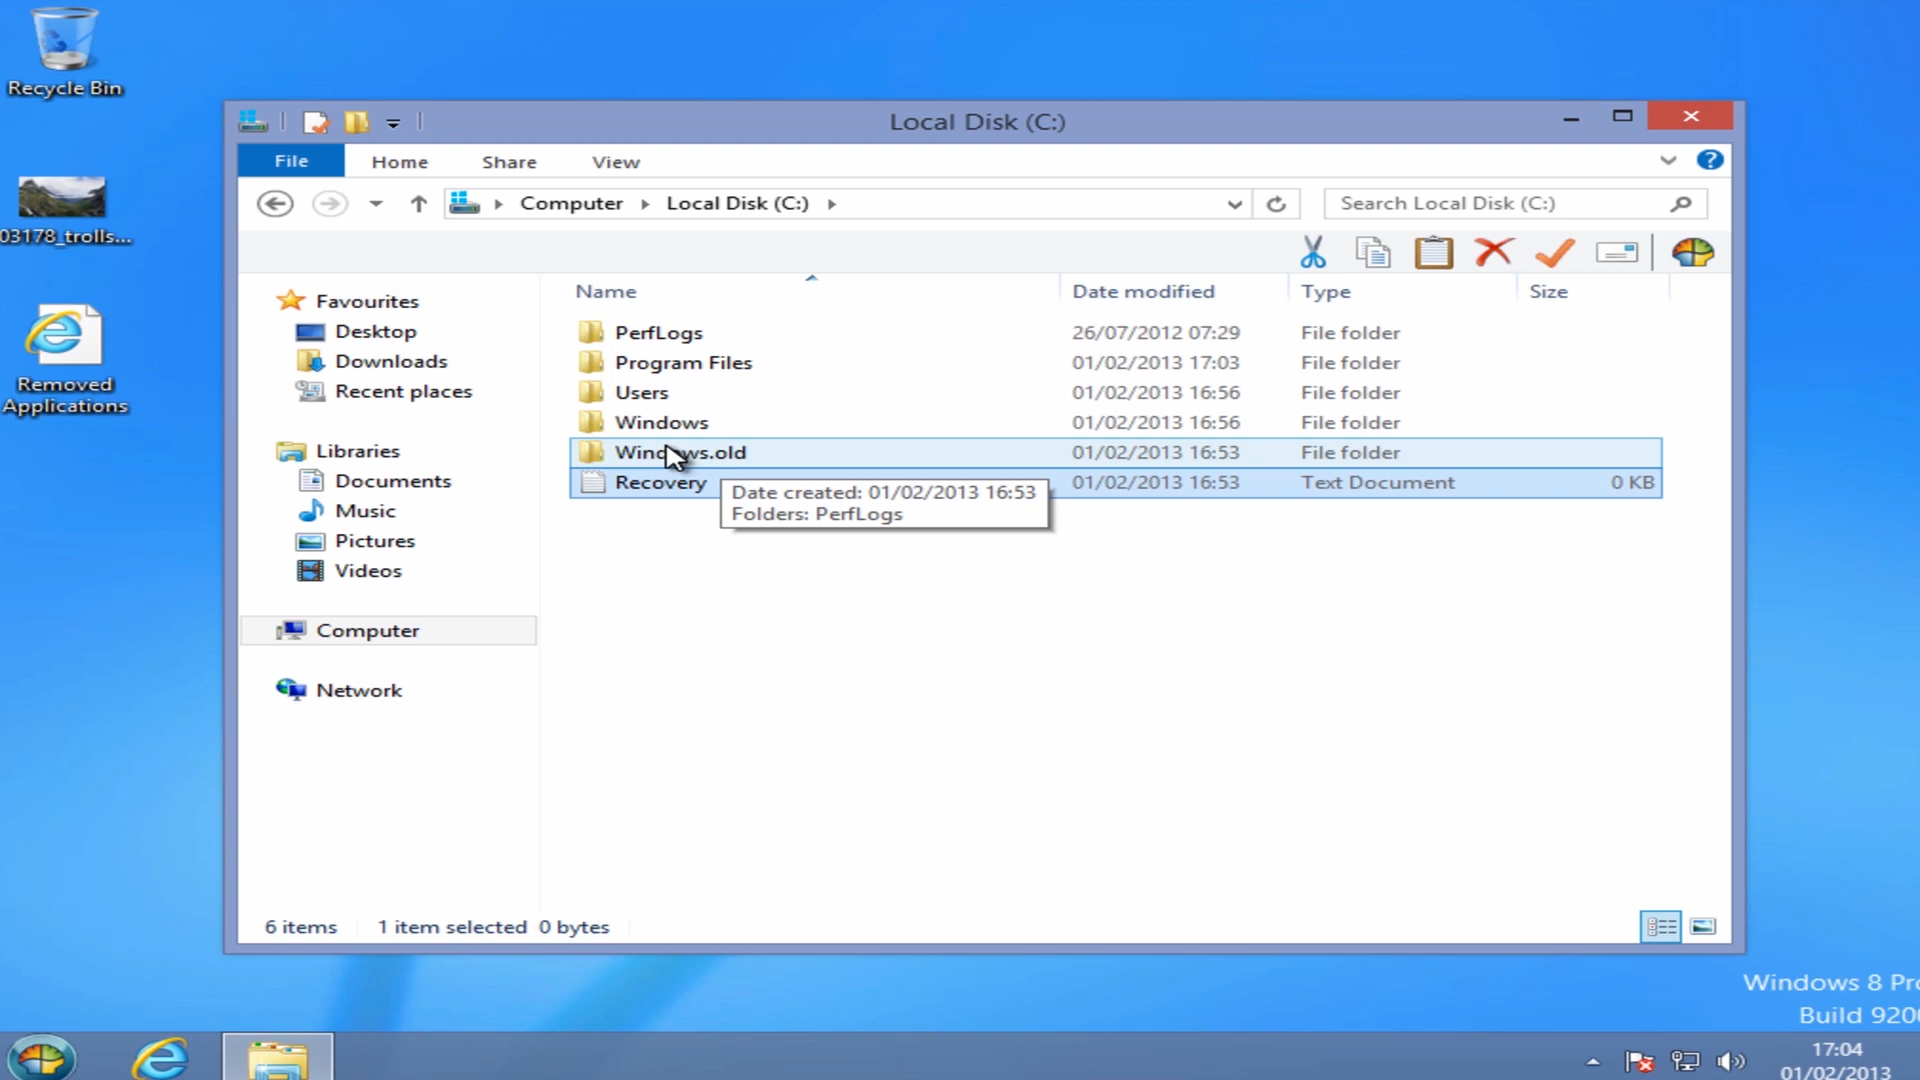 Recycle Bin
03178_trolls...
Removed
Applications
Local Disk (C:)
File
Home
Share
View
Computer
Local Disk (C:)
Search Local Disk (C:)
Name
Date modified
Type
Size
Favourites
Desktop
Downloads
Recent places
Libraries
Documents
Music
Pictures
Videos
Computer
Network
PerfLogs 26/07/2012 07:29 File folder
Program Files 01/02/2013 17:03 File folder
Users 01/02/2013 16:56 File folder
Windows 01/02/2013 16:56 File folder
Windows.old 01/02/2013 16:53 File folder
Recovery 01/02/2013 16:53 Text Document 0 KB
Date created: 01/02/2013 16:53
Folders: PerfLogs
6 items 1 item selected 0 bytes
Windows 8 Pro
Build 920
17:04
01/02/2013